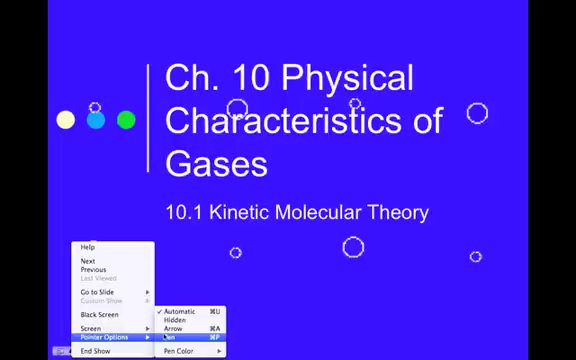 Ch. 10 Physical
Characteristics of
Gases
10.1 Kinetic Molecular Theory
Help
Next
Previous
Last Viewed
Go to Slide
Custom Show
Black Screen
Screen
Pointer Options
End Show
✓ Automatic ⌘U
Hidden
Arrow ⌘A
Pen ⌘P
Pen Color